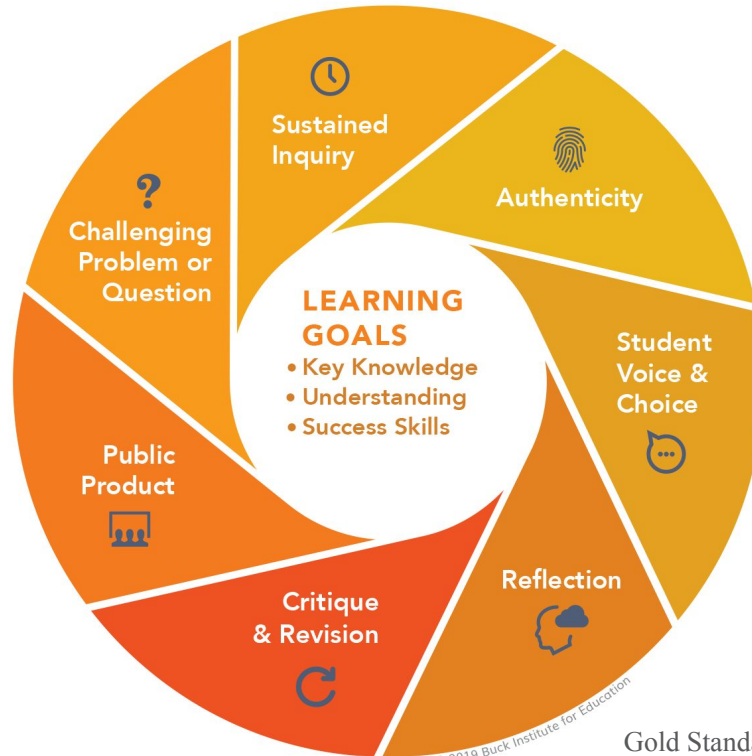 Sustained
Inquiry
Authenticity
?
Challenging
Problem or
Question
LEARNING
GOALS
• Key Knowledge
• Understanding
• Success Skills
Student
Voice &
Choice
Public
Product
Reflection
Critique
& Revision
2019 Buck Institute for Education
Gold Stand